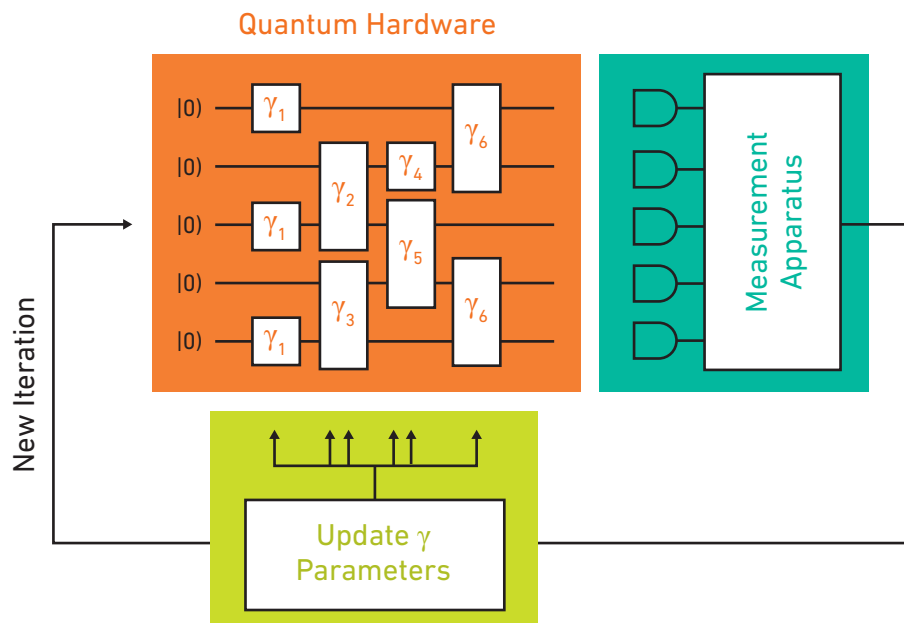 Quantum Hardware
|0⟩
γ1
γ6
|0⟩
γ2
γ4
|0⟩
γ1
γ5
|0⟩
γ3
γ6
|0⟩
γ1
Measurement
Apparatus
New Iteration
Update γ
Parameters